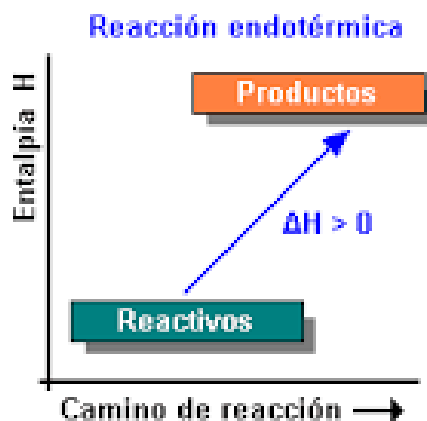 Reacción endotérmica
Entalpía H
Productos
ΔH > 0
Reactivos
Camino de reacción